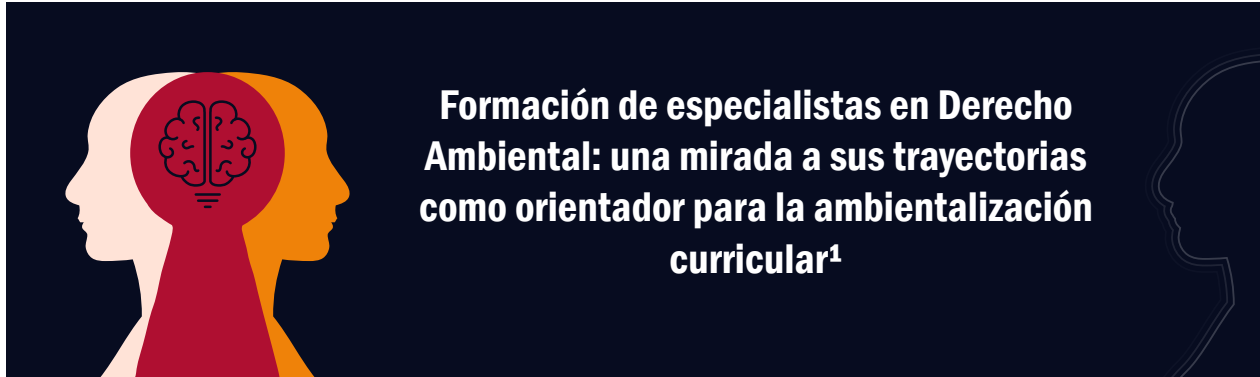 Formación de especialistas en Derecho
Ambiental: una mirada a sus trayectorias
como orientador para la ambientalización
curricular¹